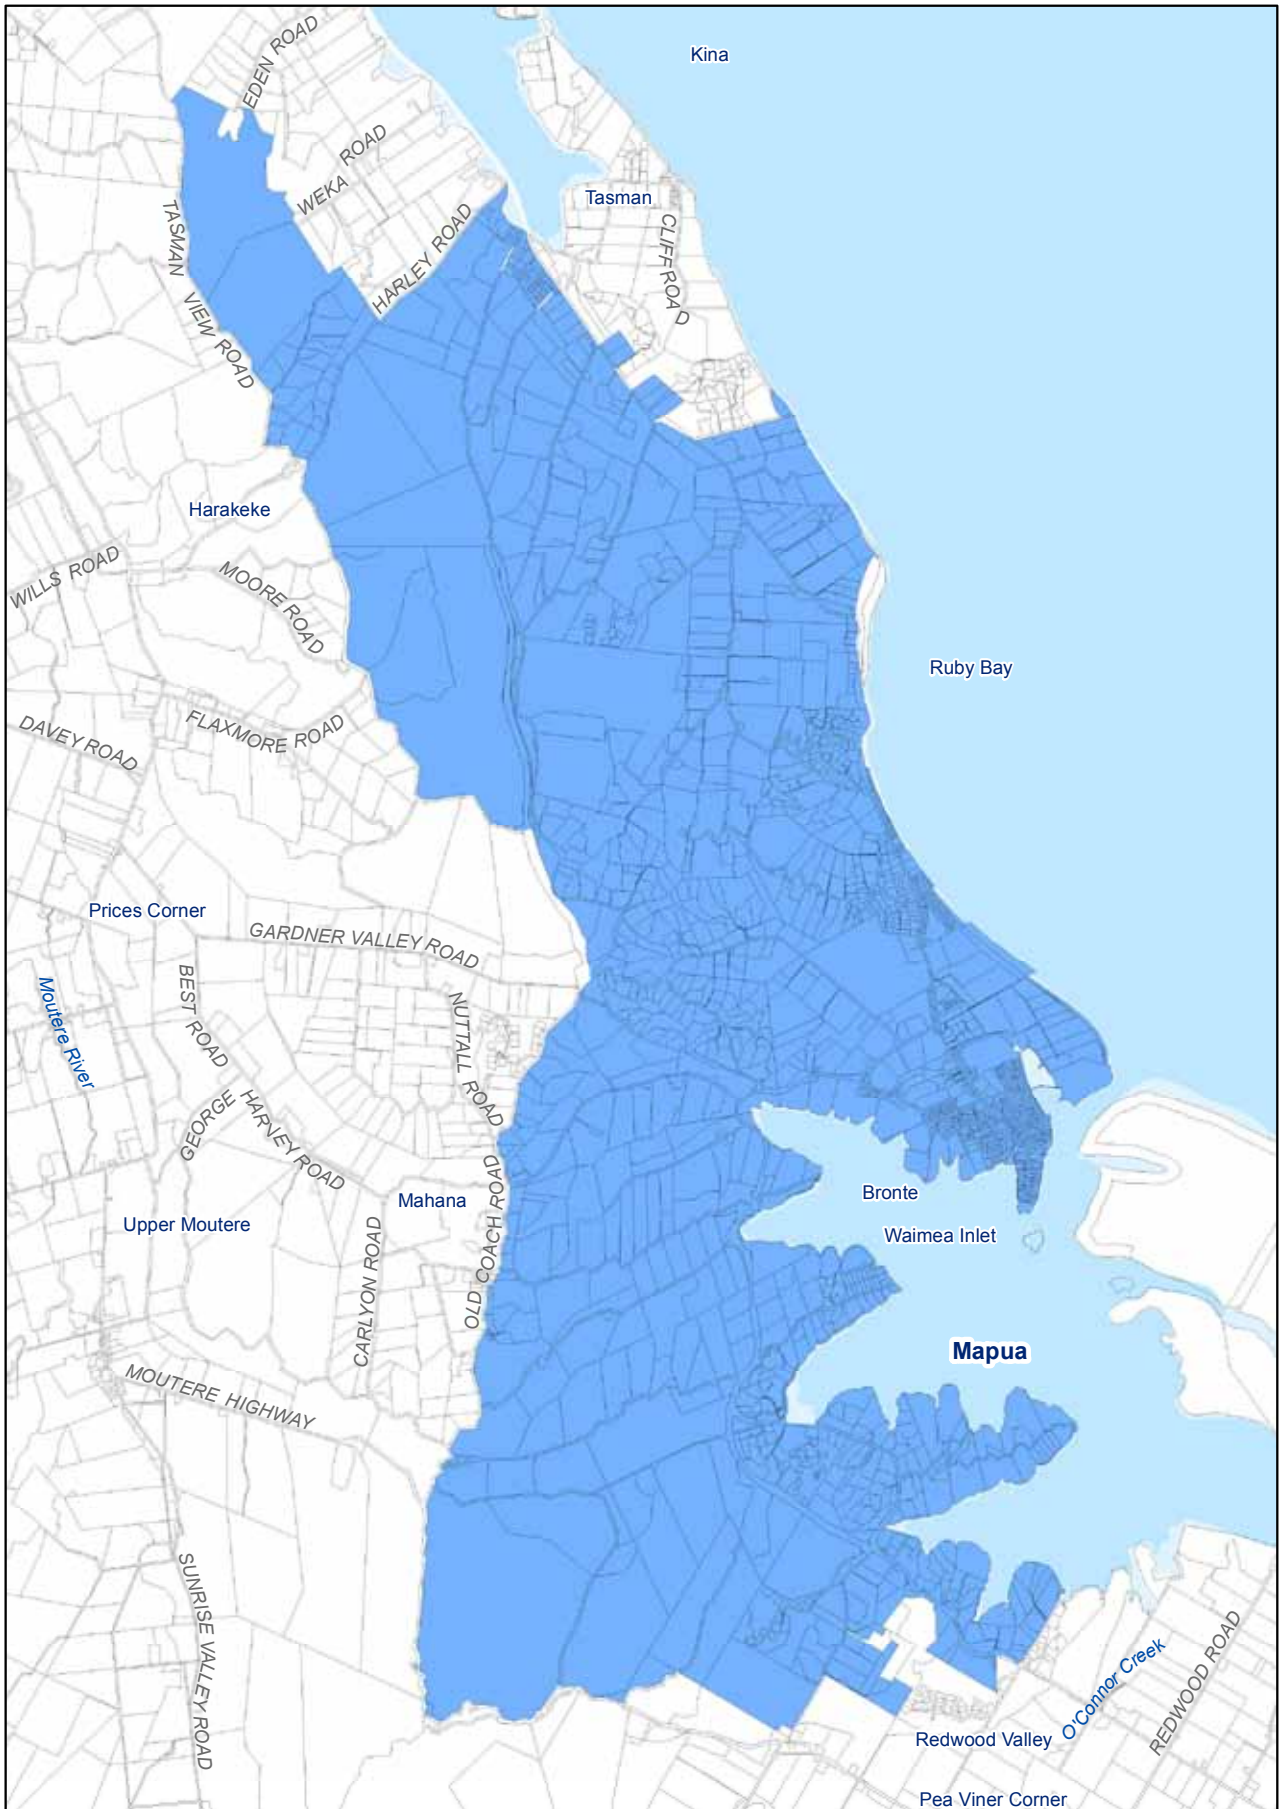 Kina
EDEN ROAD
WEKA ROAD
Tasman
TASMAN VIEW ROAD
HARLEY ROAD
CLIFF ROAD
Harakeke
WILLS ROAD
MOORE ROAD
Ruby Bay
DAVEY ROAD
FLAXMORE ROAD
Prices Corner
GARDNER VALLEY ROAD
Moutere River
BEST ROAD
NUTTALL ROAD
GEORGE HARVEY ROAD
OLD COACH ROAD
Mahana
Bronte
Upper Moutere
Waimea Inlet
CARLYON ROAD
Mapua
MOUTERE HIGHWAY
SUNRISE VALLEY ROAD
O'Connor Creek
REDWOOD ROAD
Redwood Valley
Pea Viner Corner